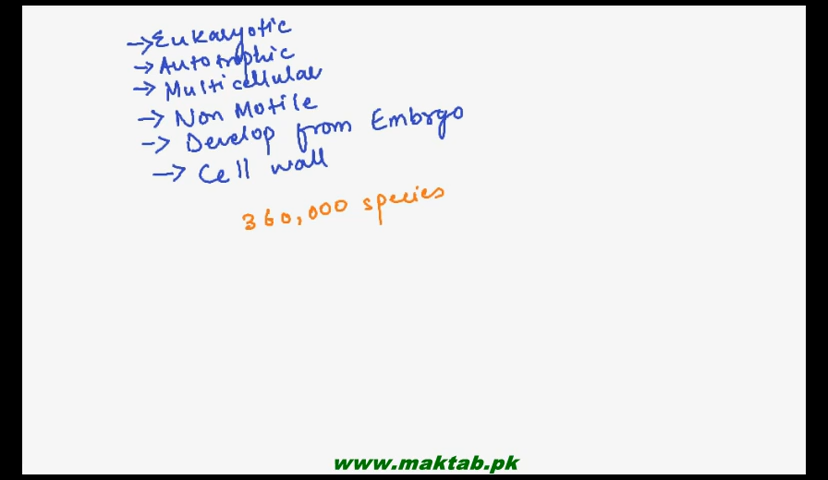 → Eukaryotic
→ Autotrophic
→ Multicellular
→ Non Motile
→ Develop from Embryo
→ Cell wall
360,000 species
www.maktab.pk